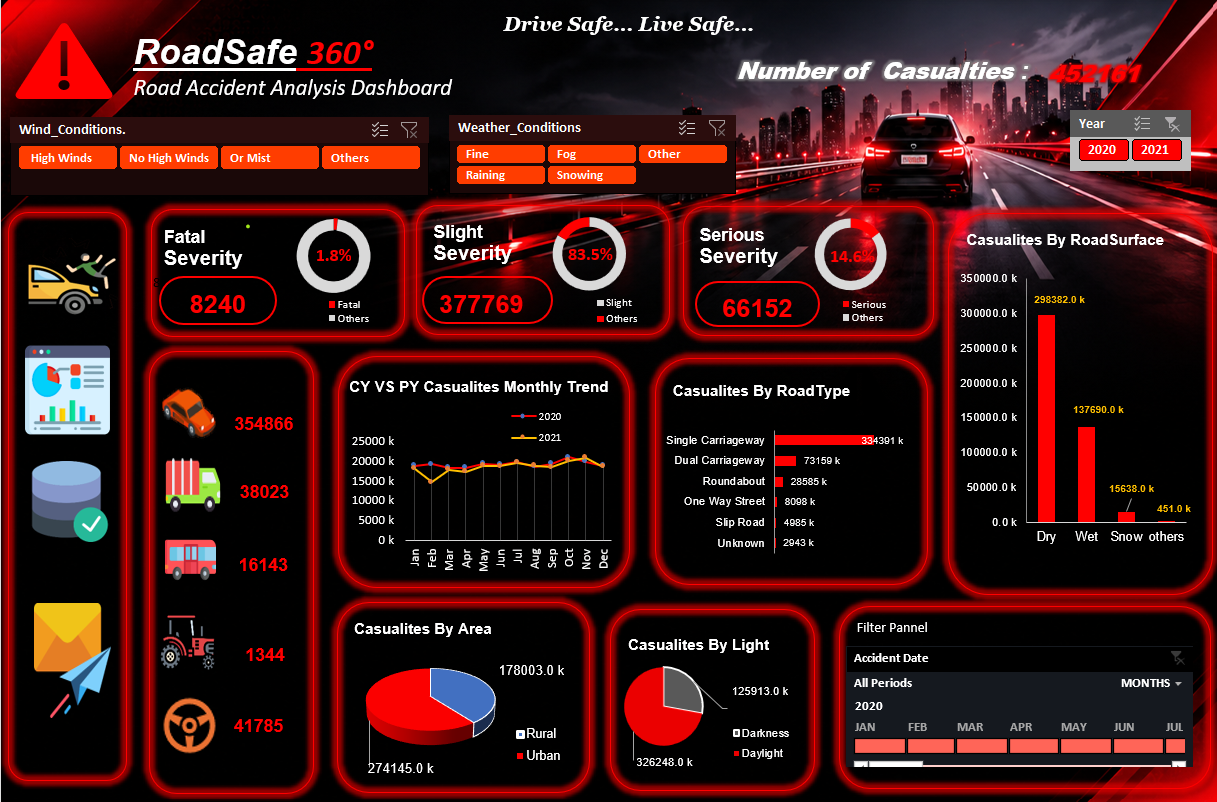 Drive Safe... Live Safe...
RoadSafe 360°
Road Accident Analysis Dashboard
Number of Casualties : 452161
Wind_Conditions.
High Winds
No High Winds
Or Mist
Others
Weather_Conditions
Fine
Fog
Other
Raining
Snowing
Year
2020
2021
Fatal
Severity
8240
1.8%
Fatal
Others
Slight
Severity
377769
83.5%
Slight
Others
Serious
Severity
66152
14.6%
Serious
Others
Casualites By RoadSurface
350000.0 k
300000.0 k
250000.0 k
200000.0 k
150000.0 k
100000.0 k
50000.0 k
0.0 k
298382.0 k
137690.0 k
15638.0 k
451.0 k
Dry
Wet
Snow
others
354866
38023
16143
1344
41785
CY VS PY Casualites Monthly Trend
2020
2021
25000 k
20000 k
15000 k
10000 k
5000 k
0 k
Jan
Feb
Mar
Apr
May
Jun
Jul
Aug
Sep
Oct
Nov
Dec
Casualites By RoadType
Single Carriageway 334391 k
Dual Carriageway 73159 k
Roundabout 28585 k
One Way Street 8098 k
Slip Road 4985 k
Unknown 2943 k
Casualites By Area
178003.0 k
274145.0 k
Rural
Urban
Casualites By Light
125913.0 k
326248.0 k
Darkness
Daylight
Filter Pannel
Accident Date
All Periods
MONTHS
2020
JAN
FEB
MAR
APR
MAY
JUN
JUL